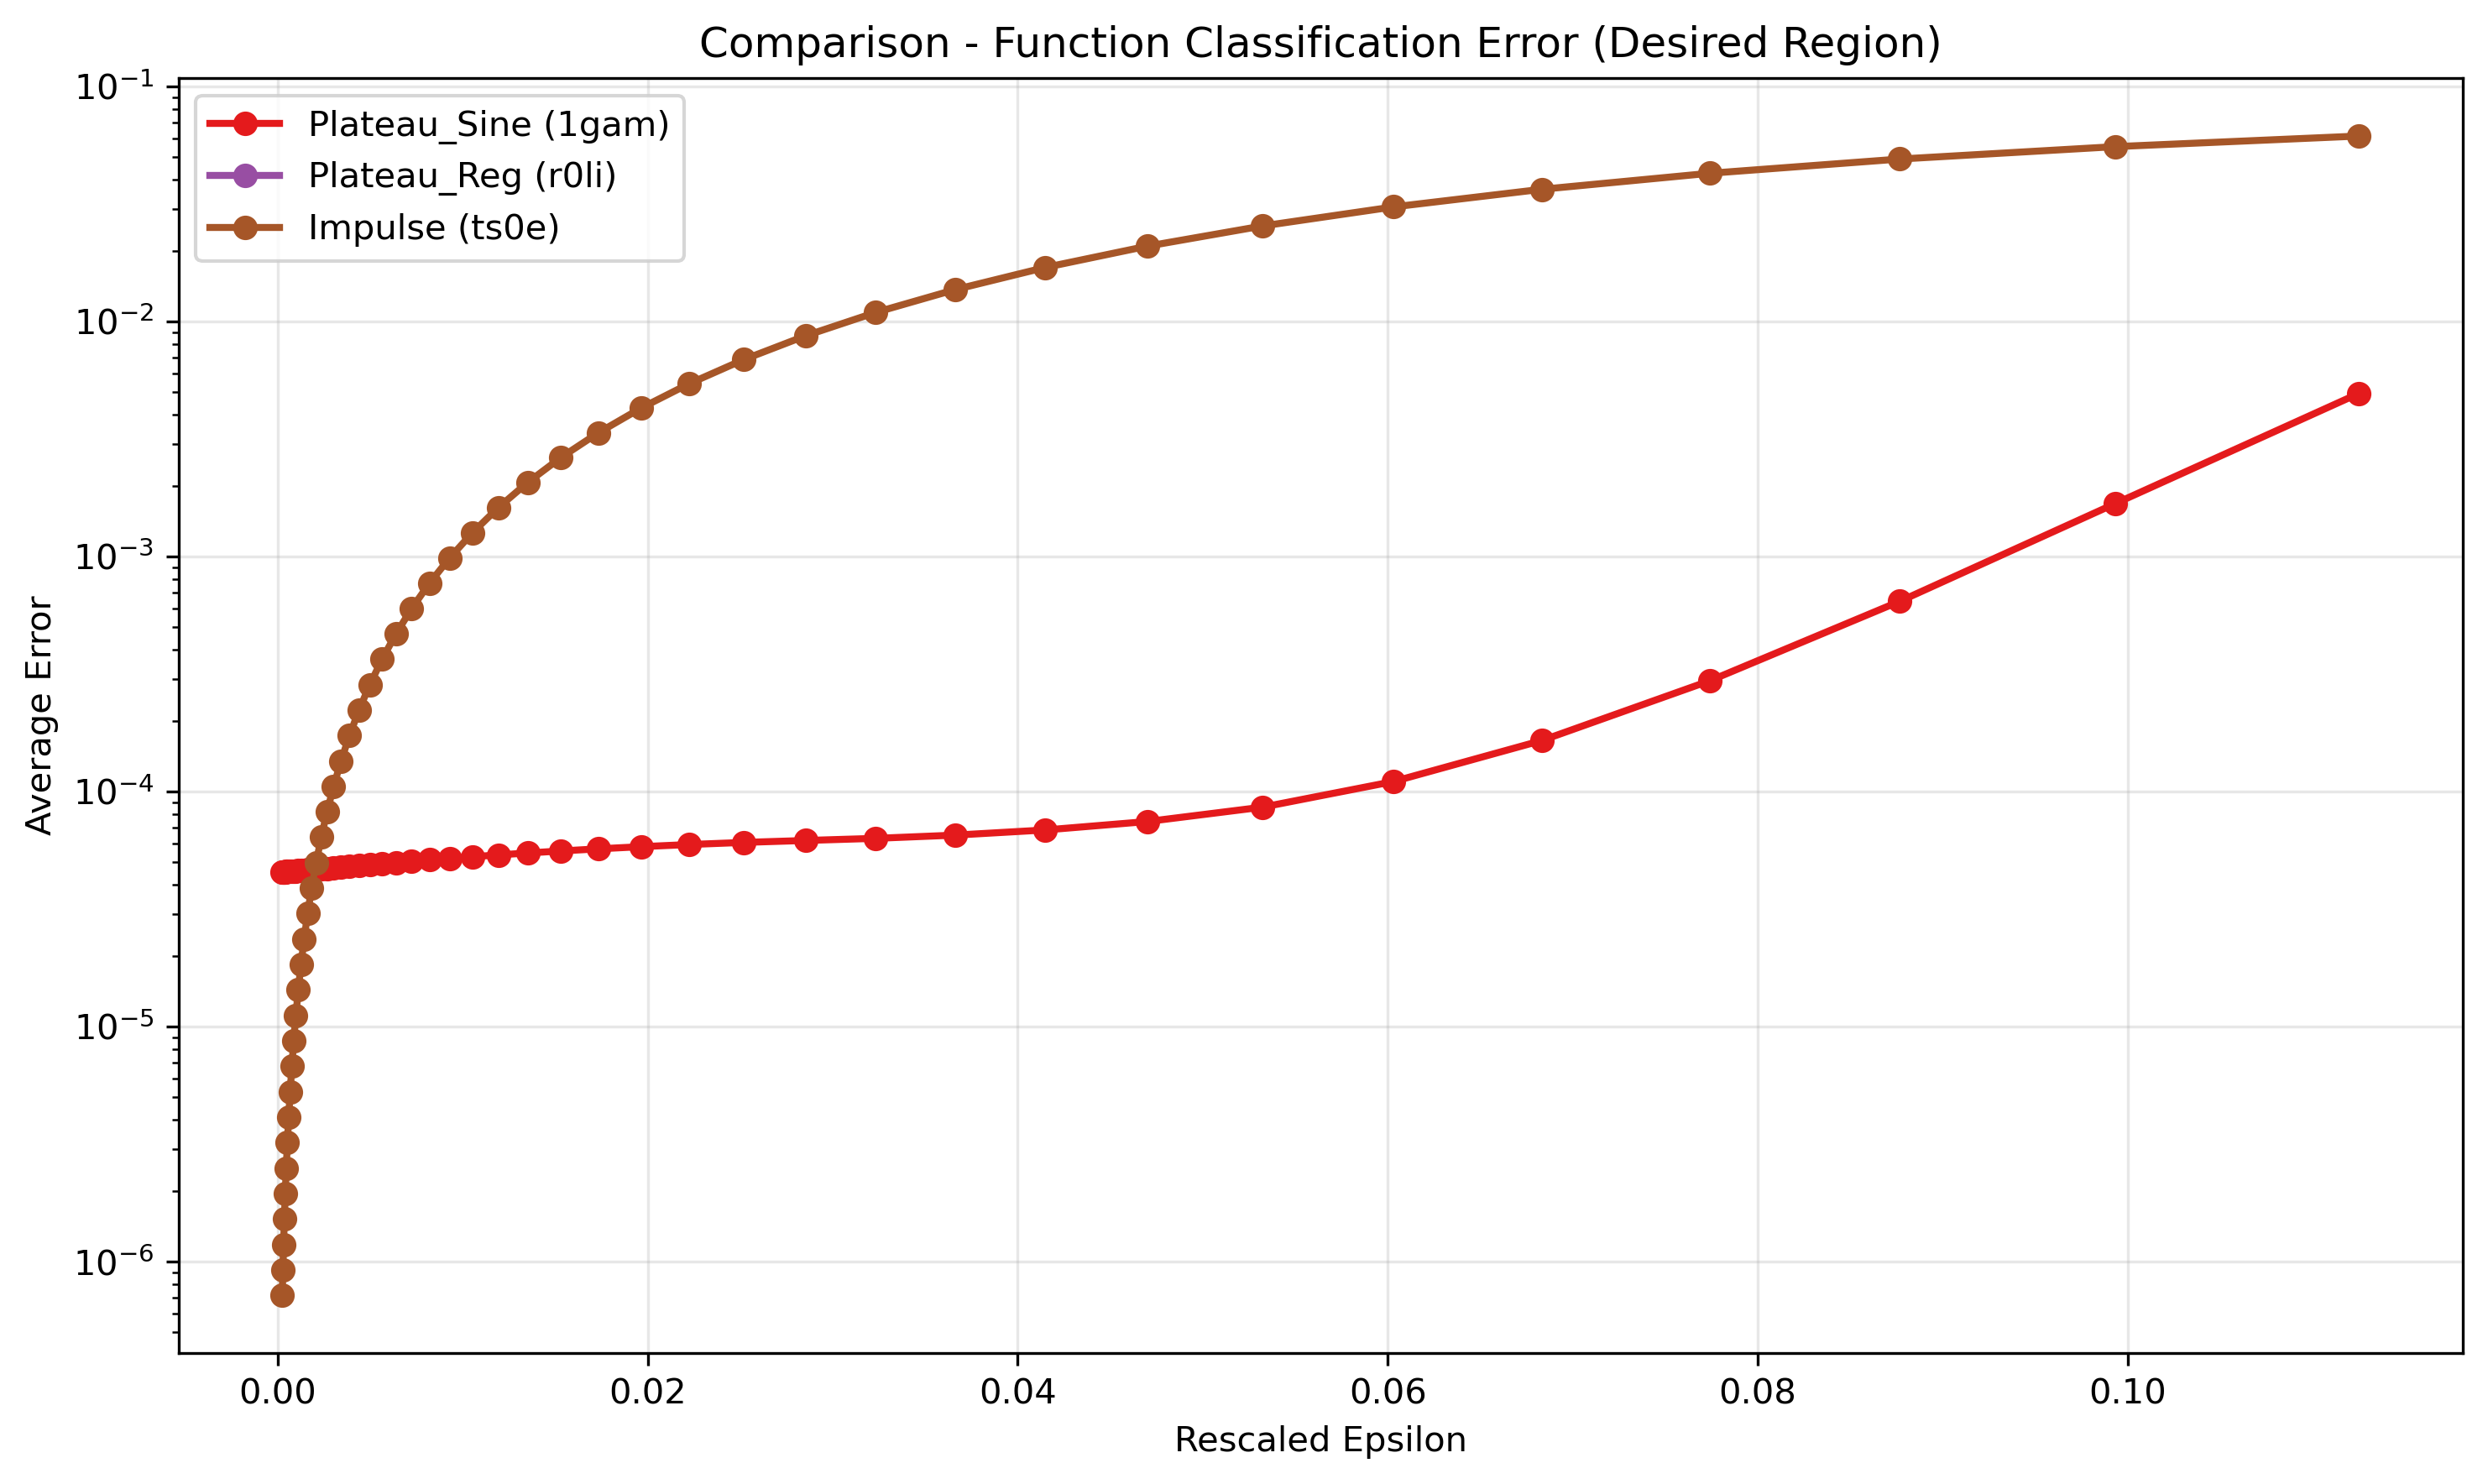 Comparison - Function Classification Error (Desired Region)
Plateau_Sine (1gam)
Plateau_Reg (r0li)
Impulse (ts0e)
10⁻¹
10⁻²
10⁻³
10⁻⁴
10⁻⁵
10⁻⁶
Average Error
0.00 0.02 0.04 0.06 0.08 0.10
Rescaled Epsilon